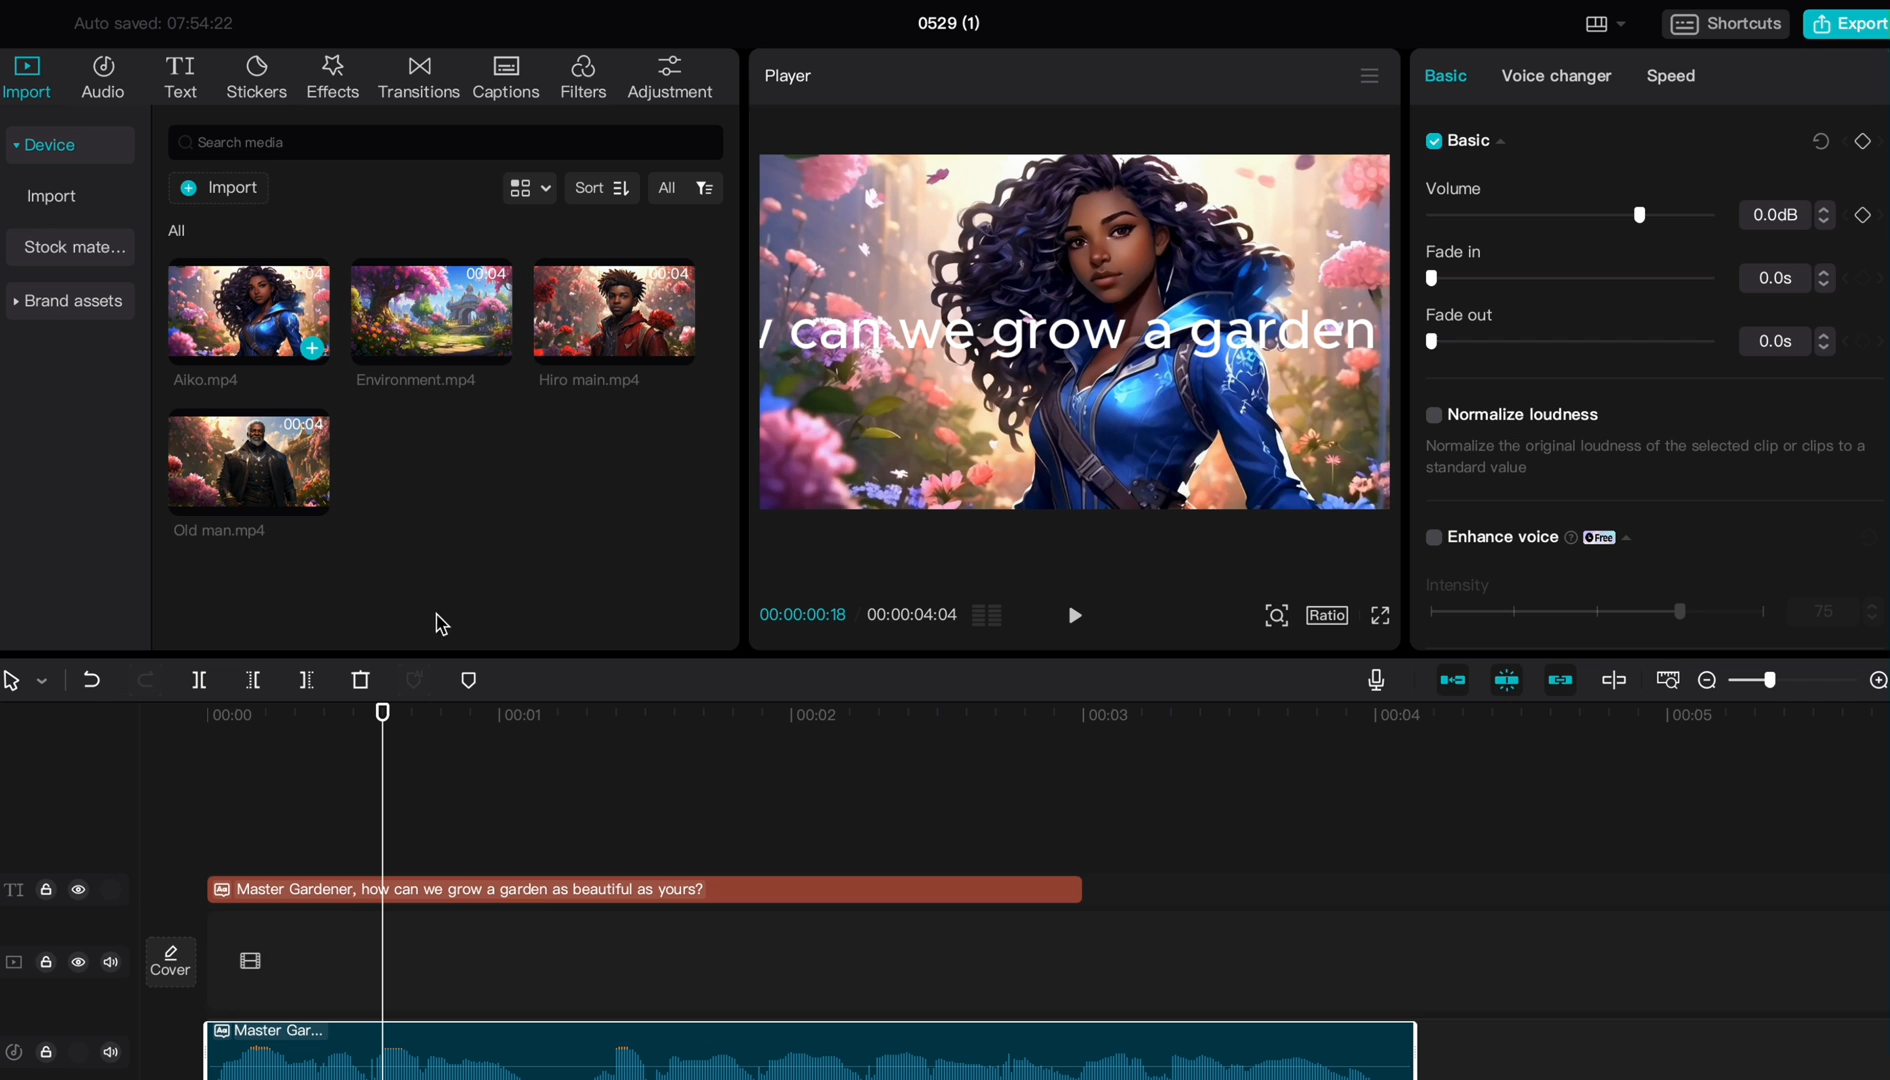 Auto saved: 07:54:22
0529 (1)
Shortcuts
Export
Import
Audio
Text
Stickers
Effects
Transitions
Captions
Filters
Adjustment
Device
Import
Stock mate...
Brand assets
Search media
Import
Sort
All
All
00:04
00:04
00:04
Aiko.mp4
Environment.mp4
Hiro main.mp4
00:04
Old man.mp4
Player
can we grow a garden
00:00:00:18 / 00:00:04:04
Ratio
Basic
Voice changer
Speed
Basic
Volume
0.0dB
Fade in
0.0s
Fade out
0.0s
Normalize loudness
Normalize the original loudness of the selected clip or clips to a
standard value
Enhance voice
Free
Intensity
75
00:00
00:01
00:02
00:03
00:04
00:05
Master Gardener, how can we grow a garden as beautiful as yours?
Cover
Master Gar...